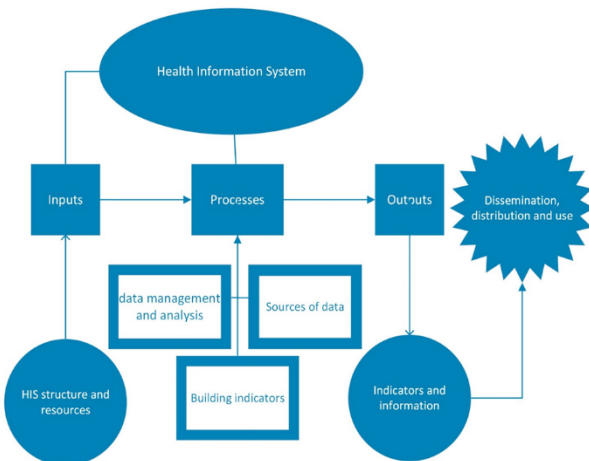 Health Information System
Inputs
Processes
Outputs
Dissemination,
distribution and use
data management
and analysis
Sources of data
Building indicators
HIS structure and
resources
Indicators and
information